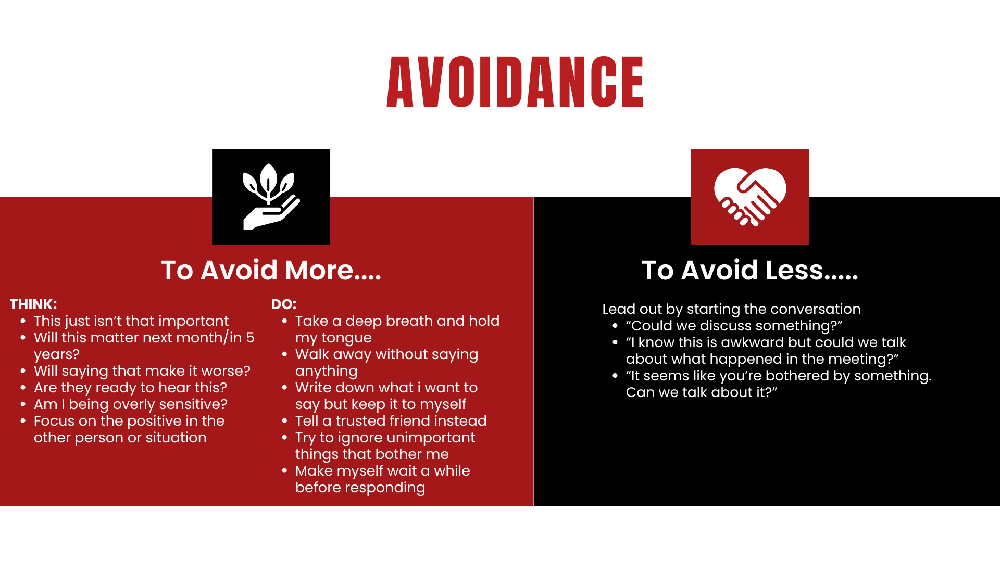 AVOIDANCE
To Avoid More....
THINK:
• This just isn’t that important
• Will this matter next month/in 5
years?
• Will saying that make it worse?
• Are they ready to hear this?
• Am I being overly sensitive?
• Focus on the positive in the
other person or situation
DO:
• Take a deep breath and hold
my tongue
• Walk away without saying
anything
• Write down what i want to
say but keep it to myself
• Tell a trusted friend instead
• Try to ignore unimportant
things that bother me
• Make myself wait a while
before responding
To Avoid Less.....
Lead out by starting the conversation
• “Could we discuss something?”
• “I know this is awkward but could we talk
about what happened in the meeting?”
• “It seems like you’re bothered by something.
Can we talk about it?”